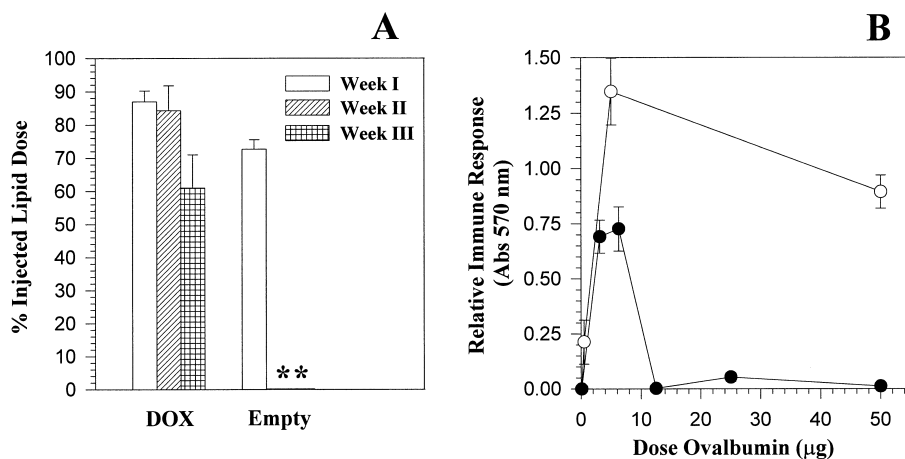 A
% Injected Lipid Dose
100
90
80
70
60
50
40
30
20
10
0
Week I
Week II
Week III
**
DOX
Empty
B
Relative Immune Response
(Abs 570 nm)
1.50
1.25
1.00
0.75
0.50
0.25
0.00
0 10 20 30 40 50
Dose Ovalbumin (μg)